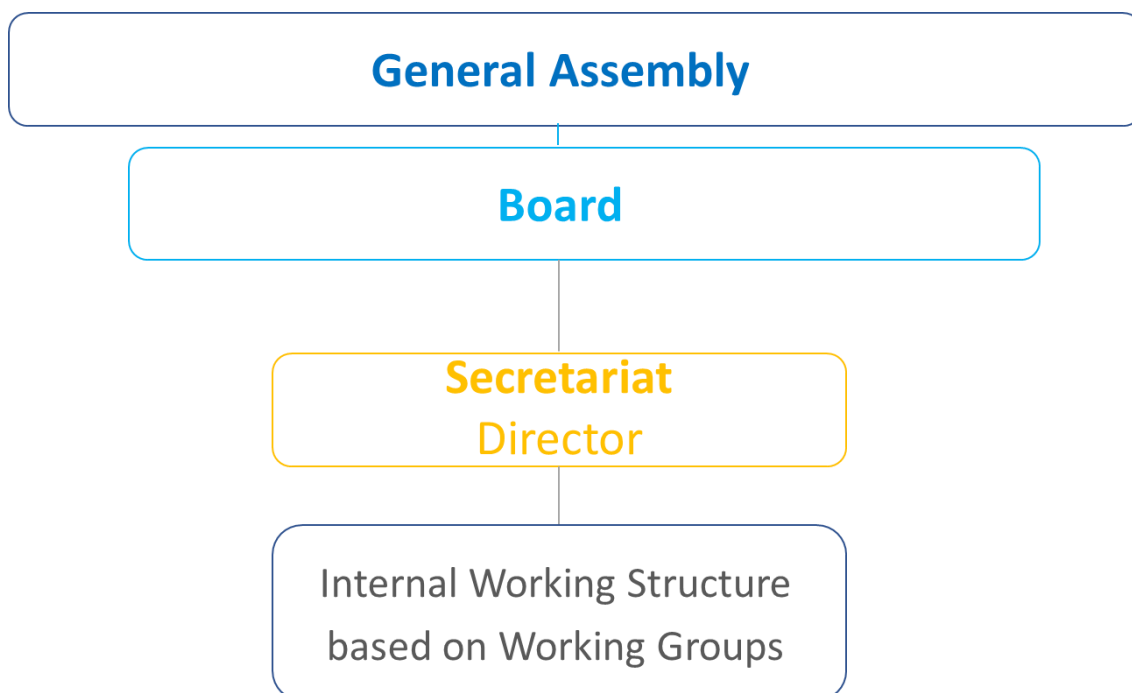 General Assembly
Board
Secretariat
Director
Internal Working Structure
based on Working Groups